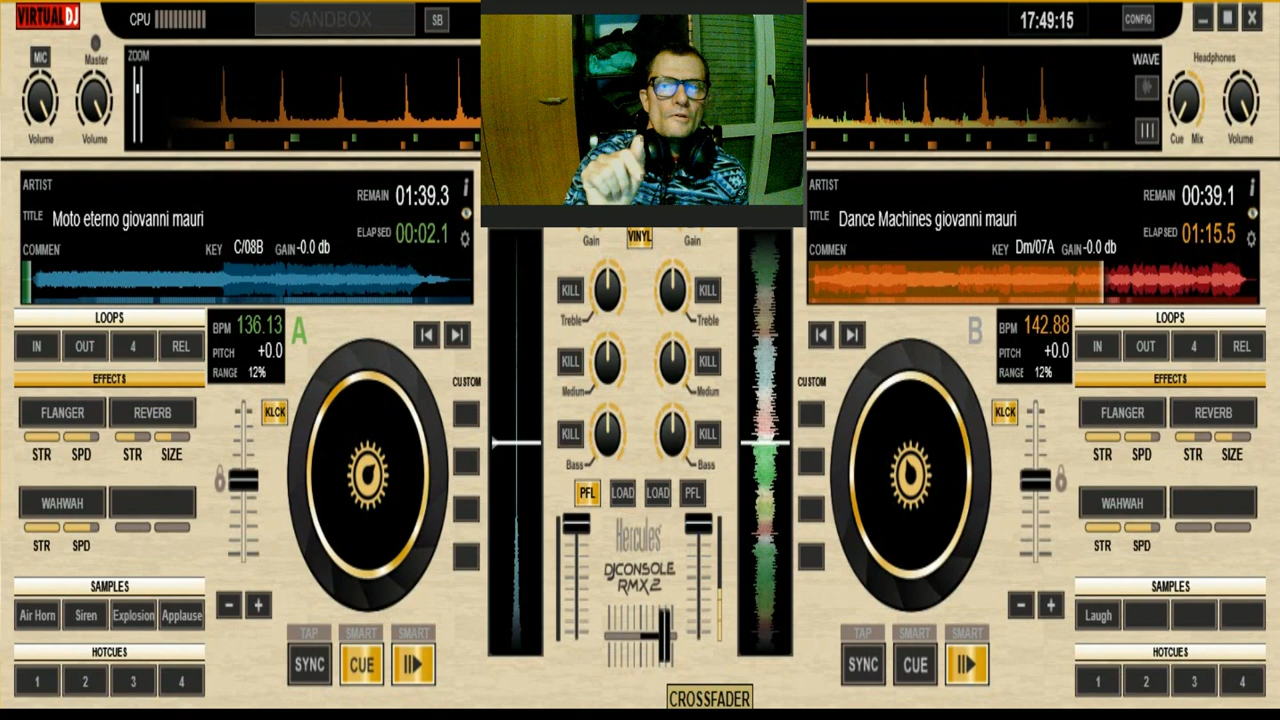 VIRTUAL DJ
CPU
SANDBOX
SB
17:49:15
CONFIG
MIC
Master
Volume
Volume
ZOOM
WAVE
Headphones
Cue
Mix
Volume
ARTIST
TITLE
Moto eterno giovanni mauri
COMMEN
REMAIN 01:39.3
ELAPSED 00:02.1
KEY C/08B GAIN -0.0 db
ARTIST
TITLE
Dance Machines giovanni mauri
COMMEN
REMAIN 00:39.1
ELAPSED 01:15.5
KEY Dm/07A GAIN -0.0 db
LOOPS
IN OUT 4 REL
EFFECTS
FLANGER REVERB
STR SPD STR SIZE
WAHWAH
STR SPD
SAMPLES
Air Horn Siren Explosion Applause
HOTCUES
1 2 3 4
BPM 136.13
PITCH +0.0
RANGE 12%
A
KLCK
CUSTOM
TAP SMART SMART
SYNC CUE
Gain VINYL Gain
KILL KILL
Treble Treble
KILL KILL
Medium Medium
KILL KILL
Bass Bass
PFL LOAD LOAD PFL
Hercules
DJCONSOLE
RMX2
CROSSFADER
CUSTOM
B
BPM 142.88
PITCH +0.0
RANGE 12%
KLCK
TAP SMART SMART
SYNC CUE
LOOPS
IN OUT 4 REL
EFFECTS
FLANGER REVERB
STR SPD STR SIZE
WAHWAH
STR SPD
SAMPLES
Laugh
HOTCUES
1 2 3 4